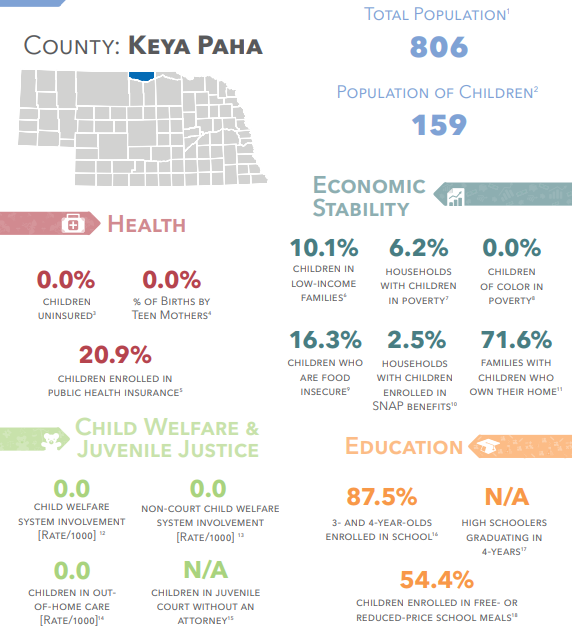 County: Keya Paha
Total Population¹
806
Population of Children²
159
Health
0.0%
children
uninsured³
0.0%
% of Births by
Teen Mothers⁴
20.9%
children enrolled in
public health insurance⁵
Economic
Stability
10.1%
children in
low-income
families⁶
6.2%
households
with children
in poverty⁷
0.0%
children
of color in
poverty⁸
16.3%
children who
are food
insecure⁹
2.5%
households
with children
enrolled in
SNAP benefits¹⁰
71.6%
families with
children who
own their home¹¹
Child Welfare &
Juvenile Justice
0.0
child welfare
system involvement
[Rate/1000] ¹²
0.0
non-court child welfare
system involvement
[Rate/1000] ¹³
0.0
children in out-
of-home care
[Rate/1000]¹⁴
N/A
children in juvenile
court without an
attorney¹⁵
Education
87.5%
3- and 4-year-olds
enrolled in school¹⁶
N/A
high schoolers
graduating in
4-years¹⁷
54.4%
children enrolled in free- or
reduced-price school meals¹⁸